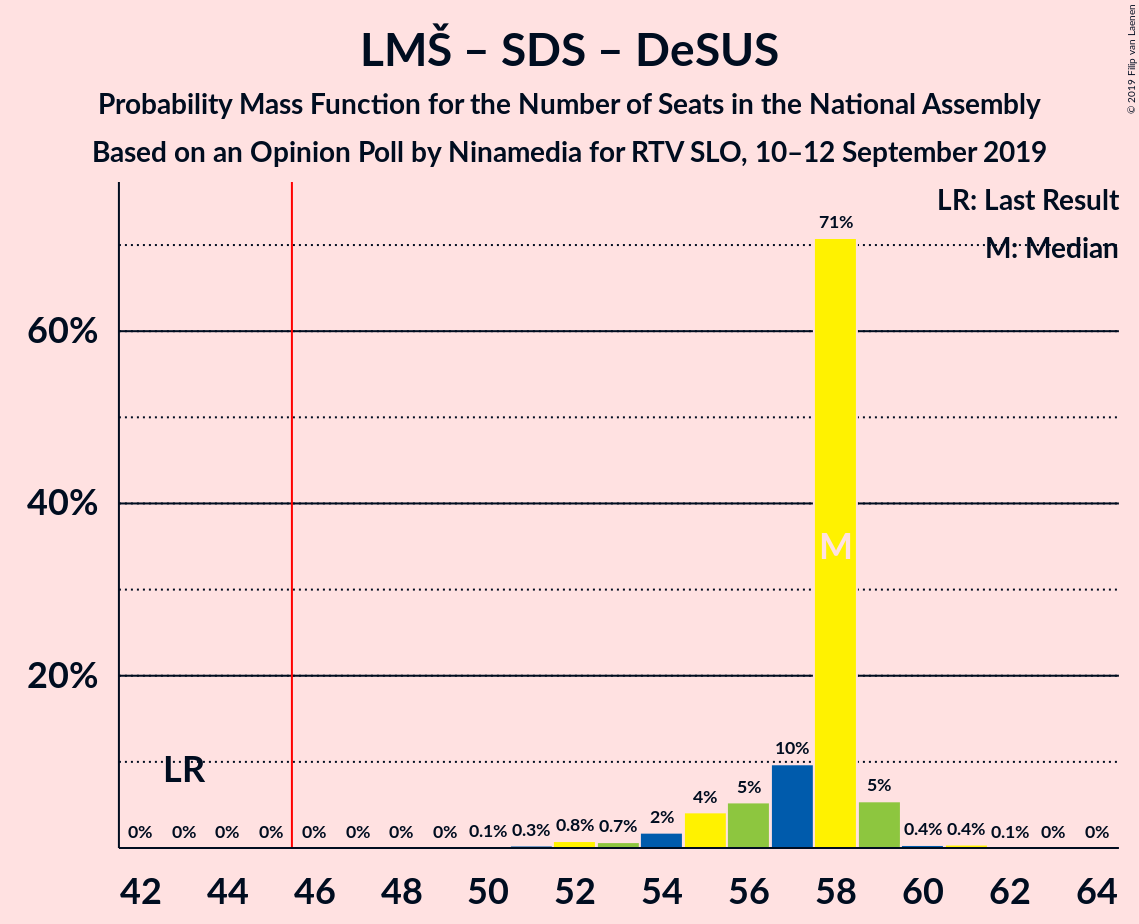 LMŠ – SDS – DeSUS
Probability Mass Function for the Number of Seats in the National Assembly
Based on an Opinion Poll by Ninamedia for RTV SLO, 10–12 September 2019
© 2019 Filip van Laenen
LR: Last Result
M: Median
60%
40%
20%
LR
M
0% 0% 0% 0% 0% 0% 0% 0% 0.1% 0.3% 0.8% 0.7% 2% 4% 5% 10% 71% 5% 0.4% 0.4% 0.1% 0% 0%
42 44 46 48 50 52 54 56 58 60 62 64